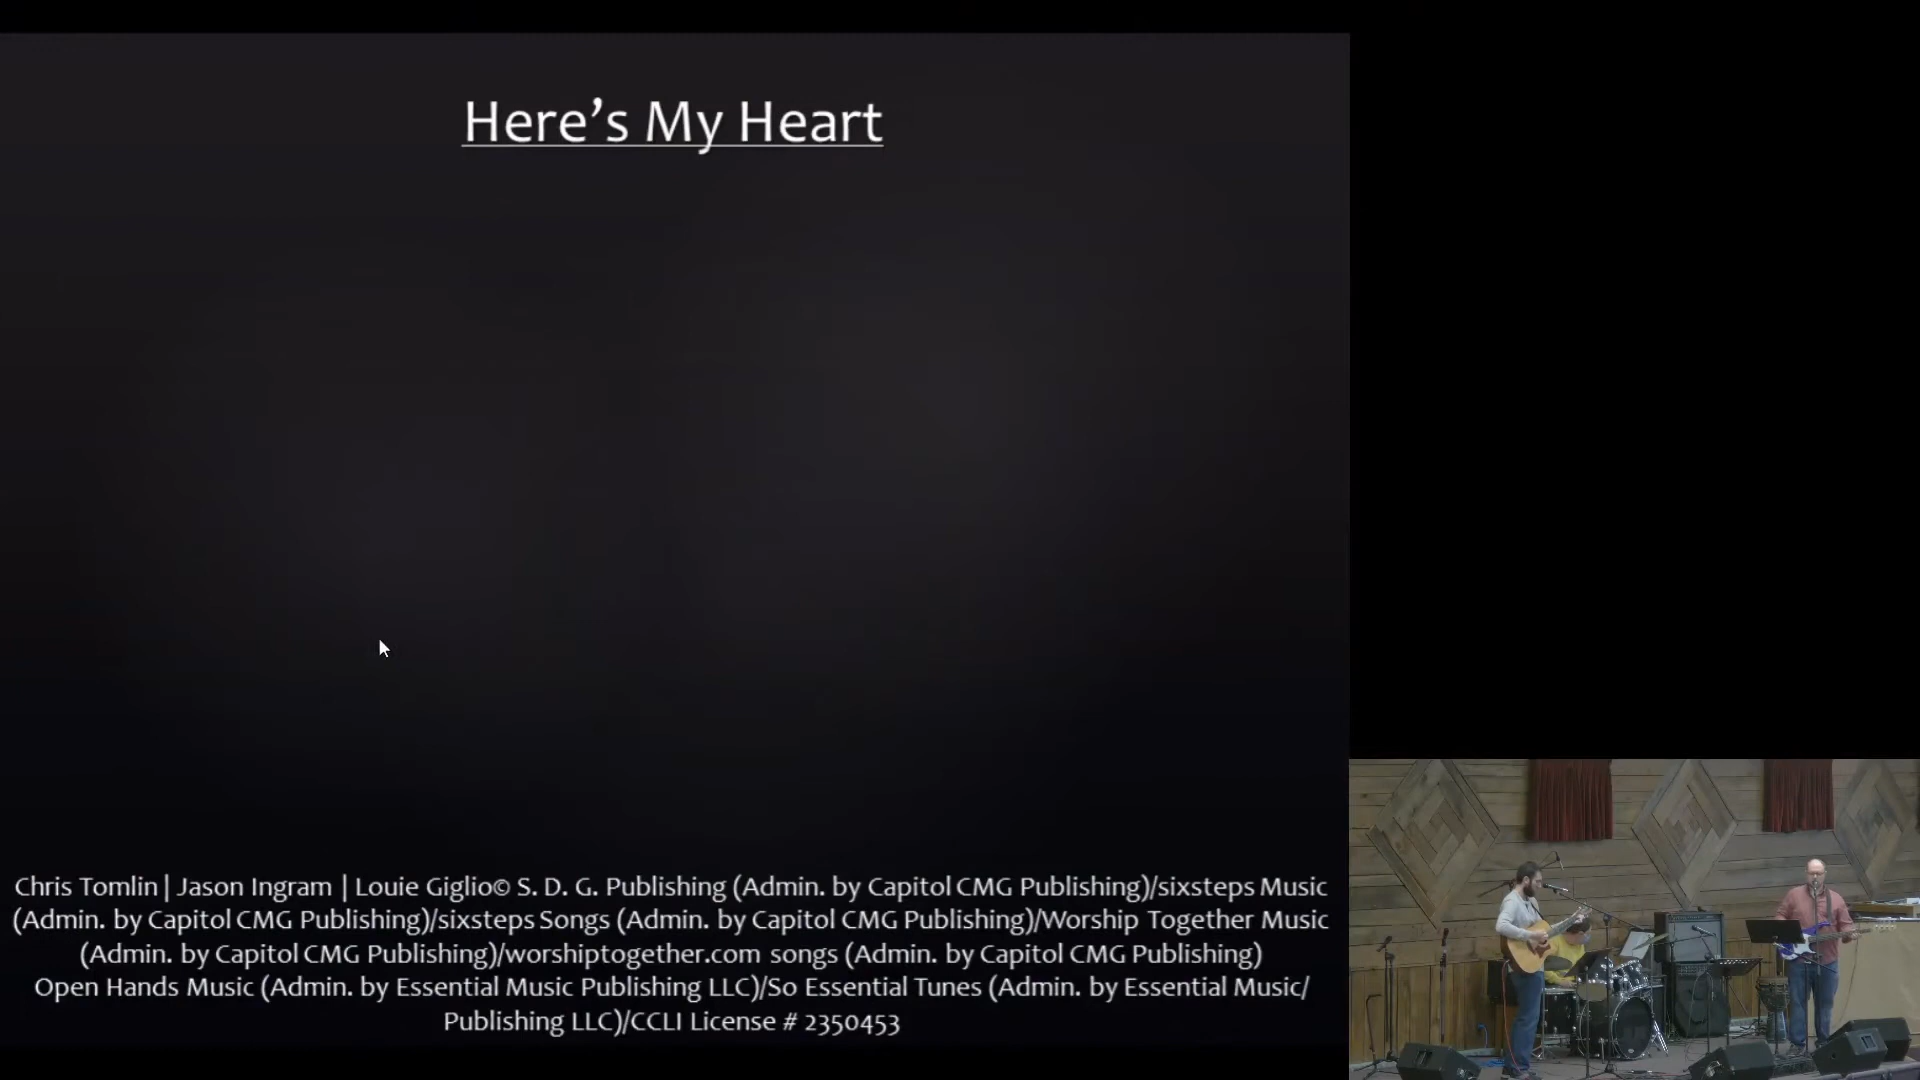 Here’s My Heart
Chris Tomlin| Jason Ingram | Louie Giglio© S. D. G. Publishing (Admin. by Capitol CMG Publishing)/sixsteps Music
(Admin. by Capitol CMG Publishing)/sixsteps Songs (Admin. by Capitol CMG Publishing)/Worship Together Music
(Admin. by Capitol CMG Publishing)/worshiptogether.com songs (Admin. by Capitol CMG Publishing)
Open Hands Music (Admin. by Essential Music Publishing LLC)/So Essential Tunes (Admin. by Essential Music/
Publishing LLC)/CCLI License # 2350453